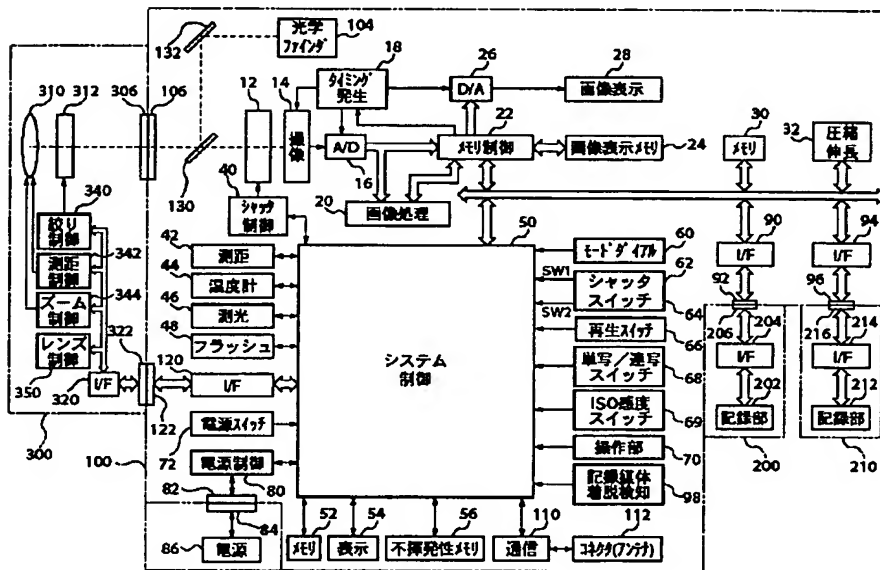 132
光学
ファインダ
104
18
26
28
310
312
306
106
12
14
タイミング
発生
D/A
画像表示
22
30
32
圧縮
伸長
撮像
A/D
メモリ制御
画像表示メモリ
24
メモリ
130
16
340
40
シャッタ
制御
20
画像処理
絞り
制御
342
測距
制御
344
ズーム
制御
322
レンズ
制御
350
320
I/F
300
122
100
42
測距
44
温度計
46
測光
48
フラッシュ
120
I/F
電源スイッチ
72
電源制御
80
82
84
86
電源
50
システム
制御
モードダイアル
60
SW1
シャッタ
スイッチ
62
SW2
64
再生スイッチ
66
単写/連写
スイッチ
68
ISO感度
スイッチ
69
操作部
70
記録媒体
着脱検知
98
90
I/F
94
I/F
92
206
204
I/F
202
記録部
200
96
216
214
I/F
212
記録部
210
52
メモリ
54
表示
56
不揮発性メモリ
110
通信
112
コネクタ(アンテナ)